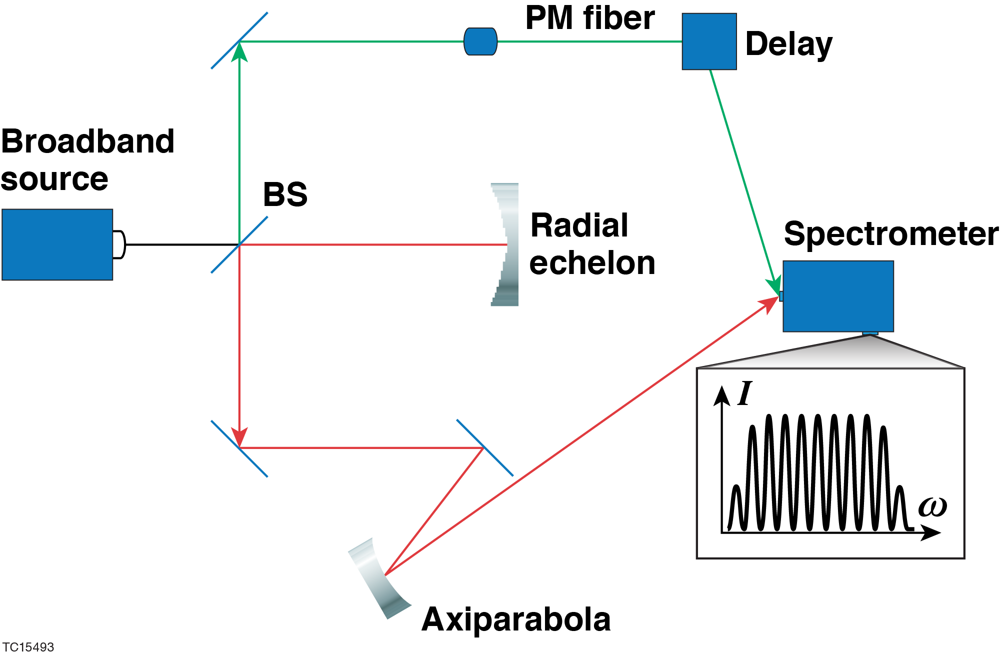 PM fiber
Delay
Broadband
source
BS
Radial
echelon
Spectrometer
I
ω
Axiparabola
TC15493